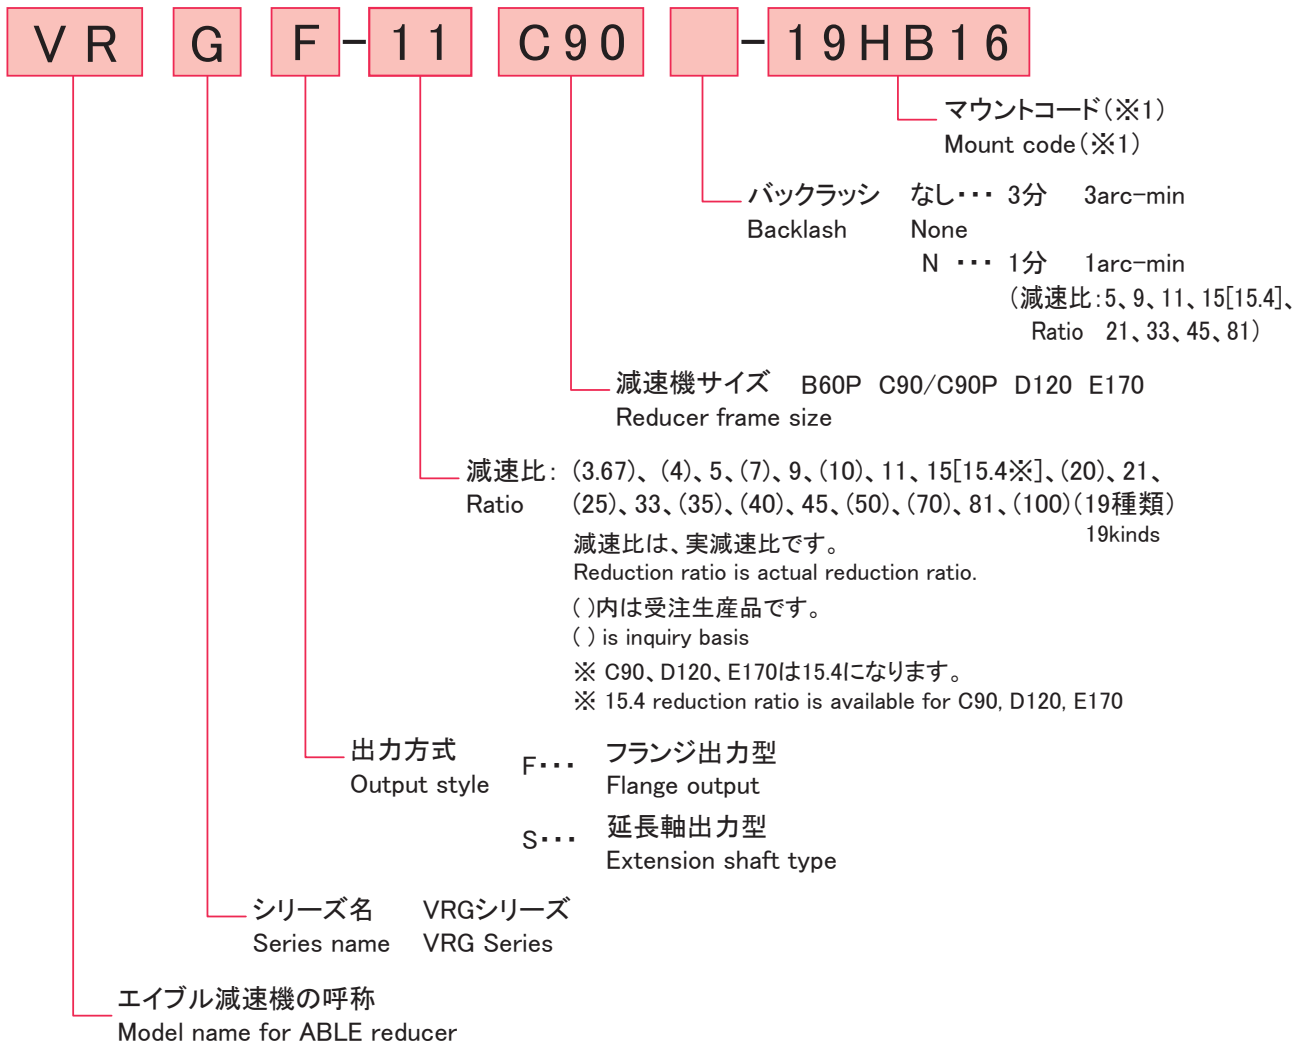 VR G F-11 C90 -19HB16
マウントコード(※1)
Mount code(※1)
バックラッシ なし・・・ 3分 3arc-min
Backlash None
N ・・・ 1分 1arc-min
(減速比:5、9、11、15[15.4]、
Ratio 21、33、45、81)
減速機サイズ B60P C90/C90P D120 E170
Reducer frame size
減速比: (3.67)、(4)、5、(7)、9、(10)、11、15[15.4※]、(20)、21、
Ratio (25)、33、(35)、(40)、45、(50)、(70)、81、(100)(19種類)
19kinds
減速比は、実減速比です。
Reduction ratio is actual reduction ratio.
( )内は受注生産品です。
( ) is inquiry basis
※ C90、D120、E170は15.4になります。
※ 15.4 reduction ratio is available for C90, D120, E170
出力方式 F・・・ フランジ出力型
Output style Flange output
S・・・ 延長軸出力型
Extension shaft type
シリーズ名 VRGシリーズ
Series name VRG Series
エイブル減速機の呼称
Model name for ABLE reducer